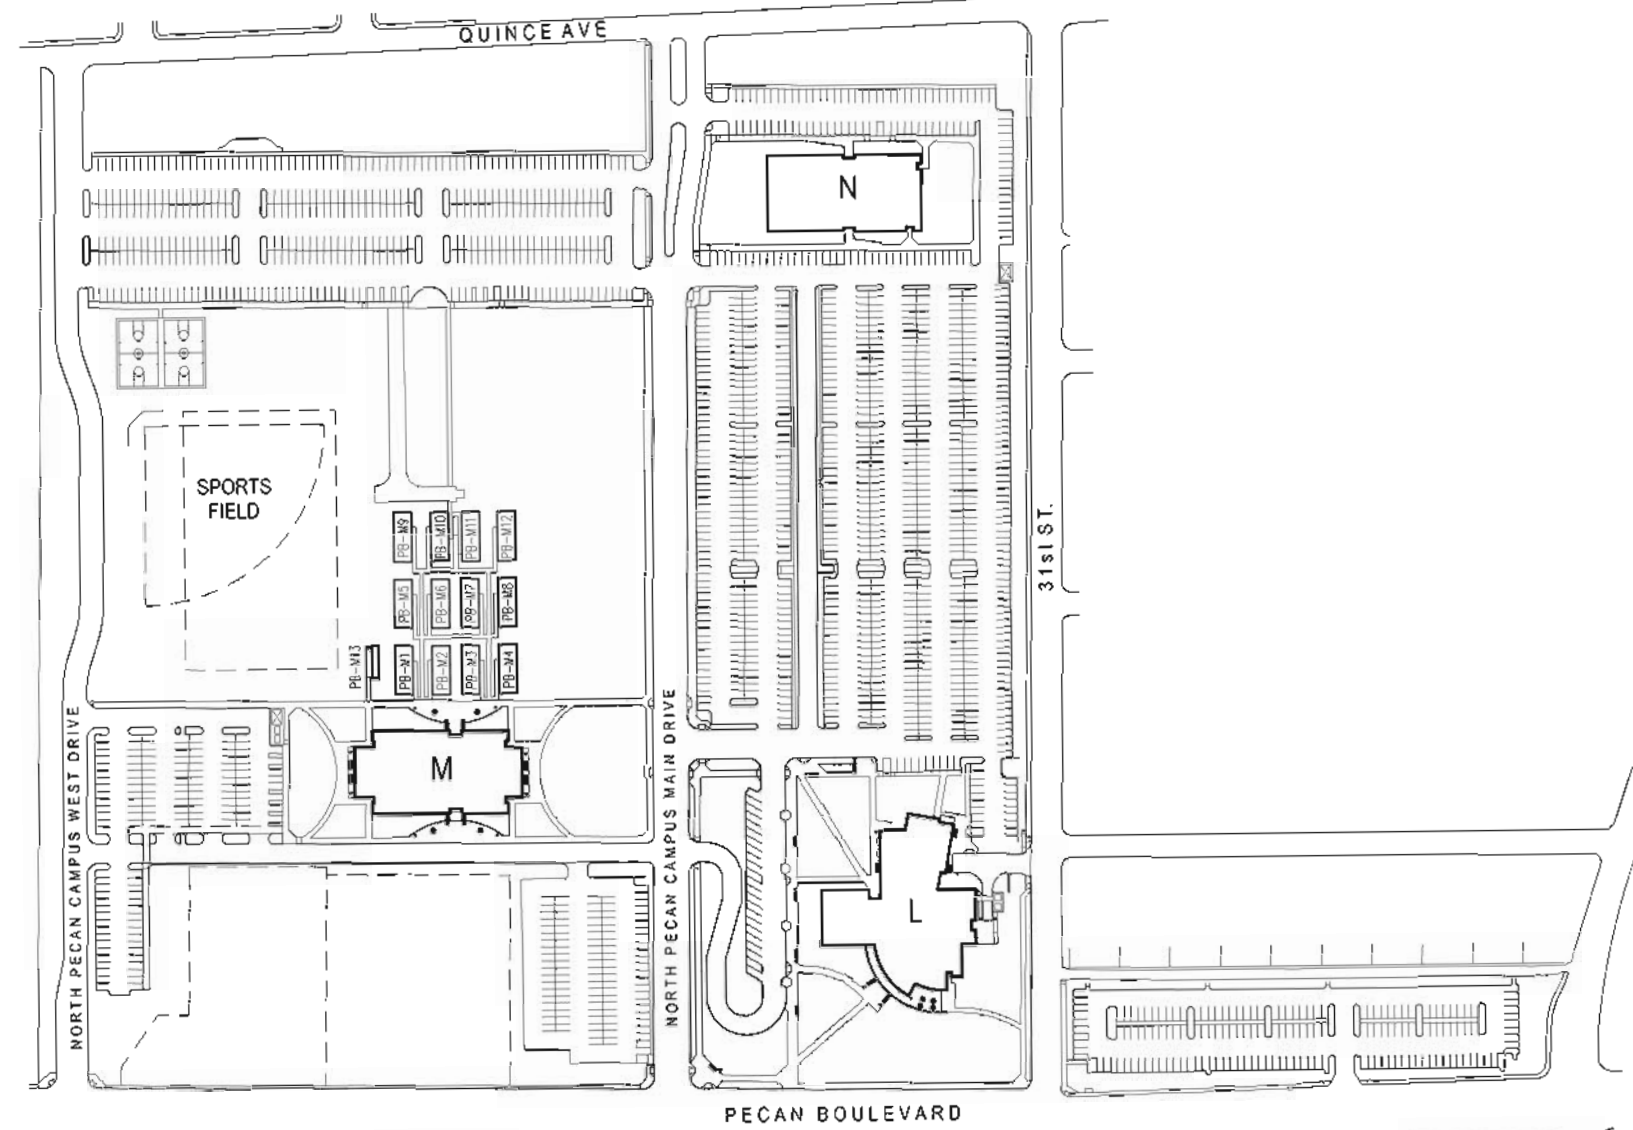 QUINCE AVE
N
SPORTS
FIELD
31st ST.
PB-M9
PB-M10
PB-M11
PB-M12
PB-M5
PB-M6
PB-M7
PB-M8
PB-M13
PB-M1
PB-M2
PB-M3
PB-M4
M
NORTH PECAN CAMPUS WEST DRIVE
NORTH PECAN CAMPUS MAIN DRIVE
L
PECAN BOULEVARD